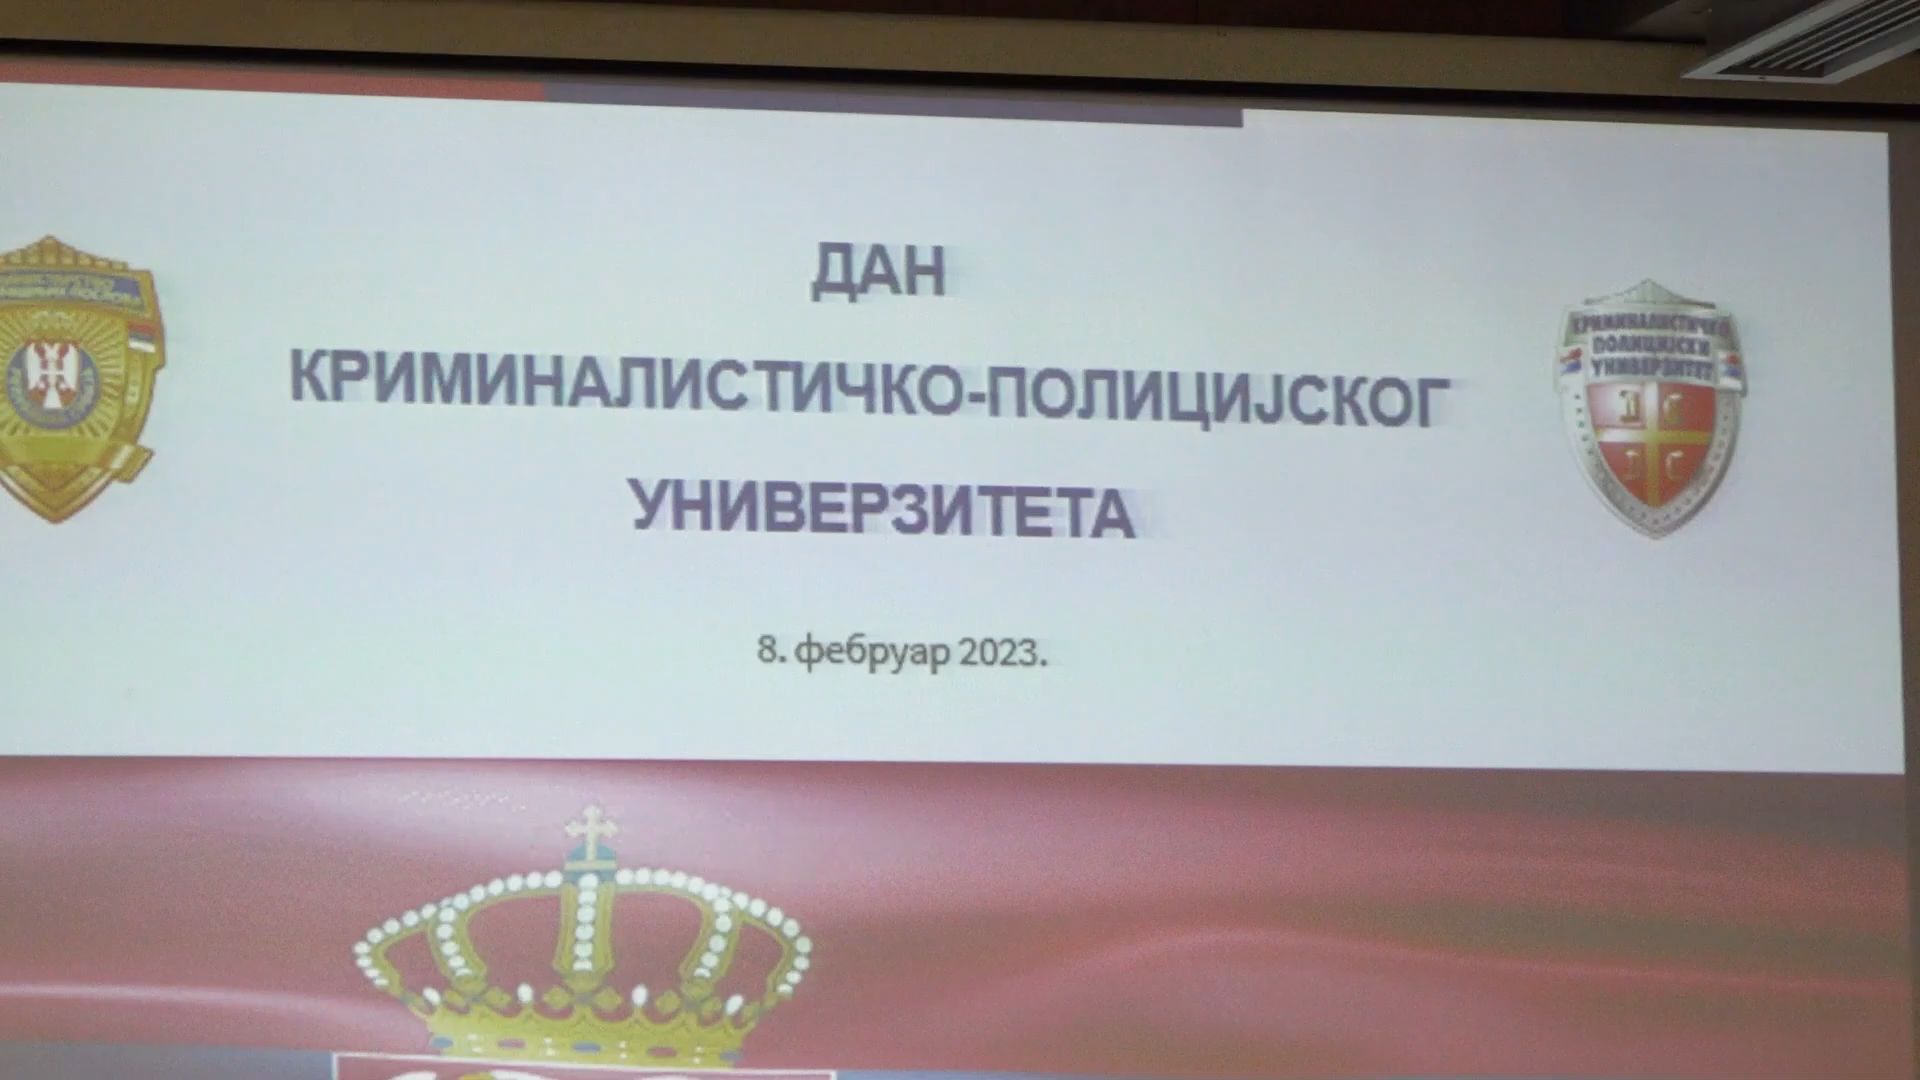 ДАН
КРИМИНАЛИСТИЧКО-ПОЛИЦИЈСКОГ
УНИВЕРЗИТЕТА
8. фебруар 2023.
КРИМИНАЛИСТИЧКО
ПОЛИЦИЈСКИ
УНИВЕРЗИТЕТ